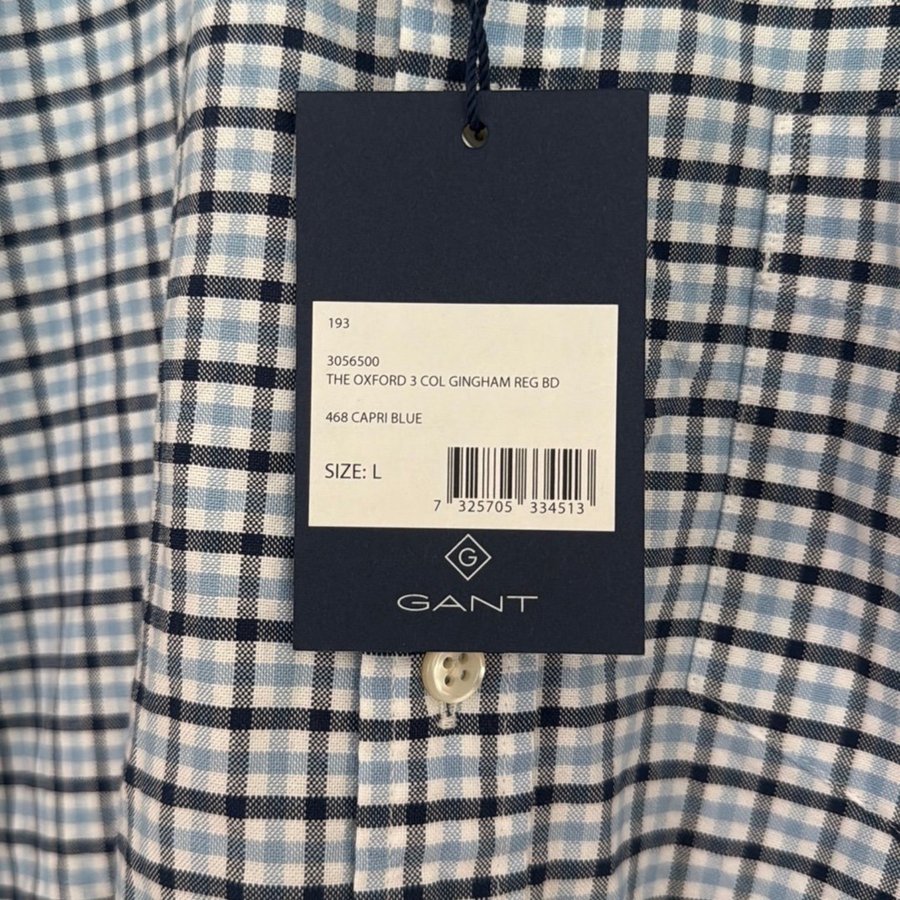 193
3056500
THE OXFORD 3 COL GINGHAM REG BD
468 CAPRI BLUE
SIZE: L
7 325705 334513
G
GANT